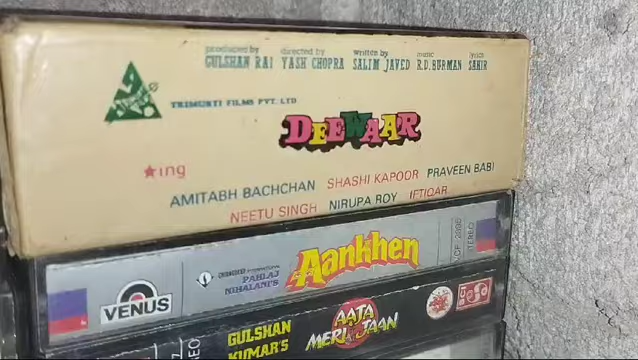 produced by directed by written by music lyrics
GULSHAN RAI YASH CHOPRA SALIM JAVED R.D. BURMAN SAHIR
TRIMURTI FILMS PVT. LTD
DEEWAAR
★ing
AMITABH BACHCHAN SHASHI KAPOOR PRAVEEN BABI
NEETU SINGH NIRUPA ROY IFTIQAR
VENUS
PAHLAJ
NIHALANI'S
Aankhen
STEREO
GULSHAN
KUMAR'S
AATA
MERI JAAN